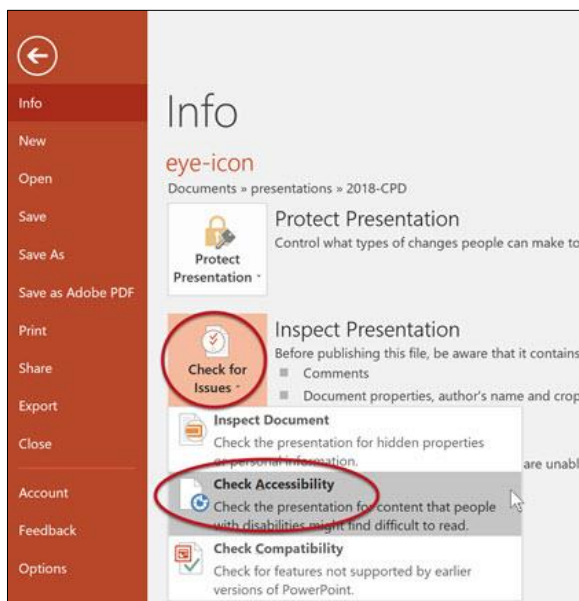 Info
New
Open
Save
Save As
Save as Adobe PDF
Print
Share
Export
Close
Account
Feedback
Options
Info
eye-icon
Documents » presentations » 2018-CPD
Protect
Presentation
Protect Presentation
Control what types of changes people can make to
Check for
Issues
Inspect Presentation
Before publishing this file, be aware that it contains
Comments
Document properties, author's name and crop
Inspect Document
Check the presentation for hidden properties
or personal information.
are unabl
Check Accessibility
Check the presentation for content that people
with disabilities might find difficult to read.
Check Compatibility
Check for features not supported by earlier
versions of PowerPoint.